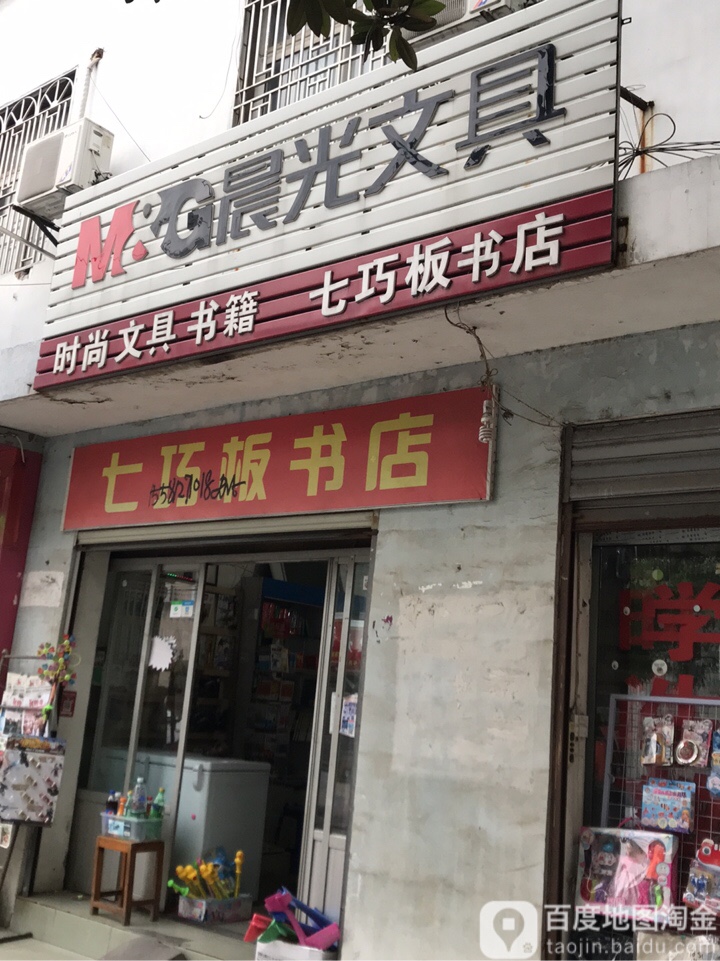 M&G晨光文具
时尚文具书籍 七巧板书店
七巧板书店
学
百度地图淘金
taojin.baidu.com